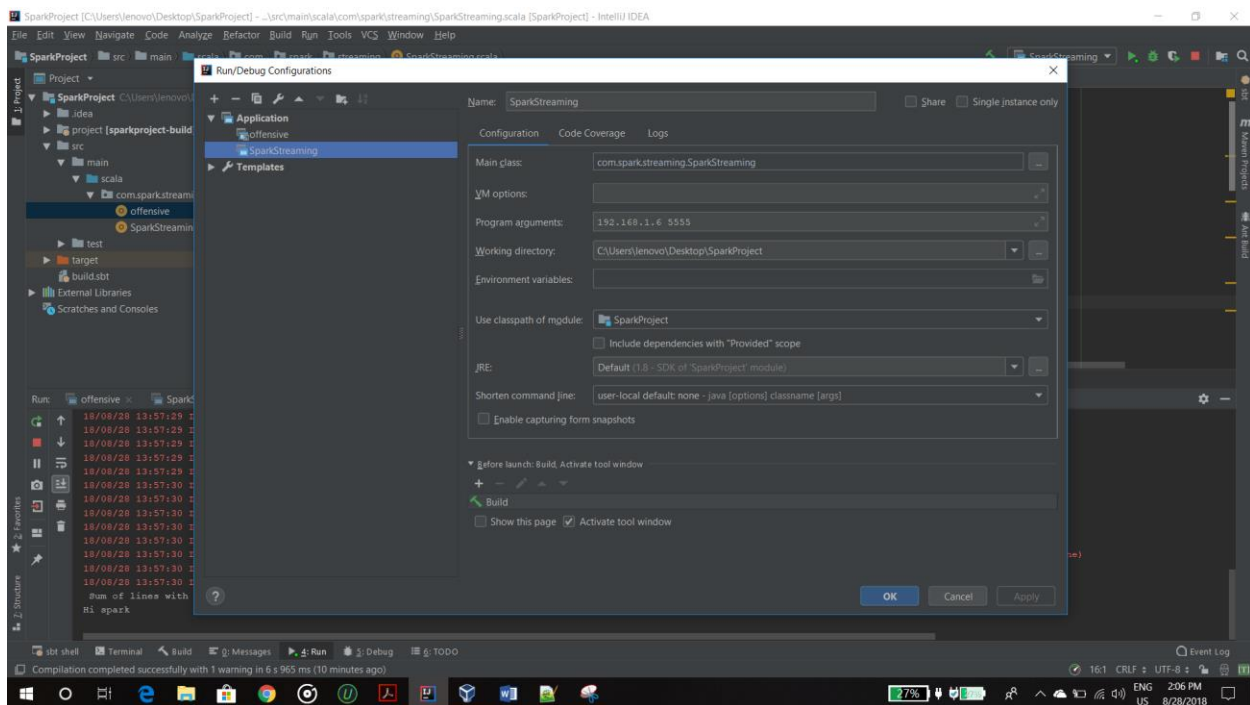 SparkProject [C:\Users\lenovo\Desktop\SparkProject] - ...\src\main\scala\com\spark\streaming\SparkStreaming.scala [SparkProject] - IntelliJ IDEA
File Edit View Navigate Code Analyze Refactor Build Run Tools VCS Window Help
SparkProject src main scala com spark streaming SparkStreaming.scala
SparkStreaming
Project
SparkProject C:\Users\lenovo\
.idea
project [sparkproject-build
src
main
scala
com.spark.streami
offensive
SparkStreamin
test
target
build.sbt
External Libraries
Scratches and Consoles
1: Project
sbt
Maven Projects
Ant Build
Run/Debug Configurations
Application
offensive
SparkStreaming
Templates
Name: SparkStreaming
Share Single instance only
Configuration Code Coverage Logs
Main class: com.spark.streaming.SparkStreaming
VM options:
Program arguments: 192.168.1.6 5555
Working directory: C:\Users\lenovo\Desktop\SparkProject
Environment variables:
Use classpath of module: SparkProject
Include dependencies with "Provided" scope
JRE: Default (1.8 - SDK of 'SparkProject' module)
Shorten command line: user-local default: none - java [options] classname [args]
Enable capturing form snapshots
Before launch: Build, Activate tool window
Build
Show this page Activate tool window
OK Cancel Apply
Run: offensive Spark
18/08/28 13:57:29 I
18/08/28 13:57:29 I
18/08/28 13:57:29 I
18/08/28 13:57:29 I
18/08/28 13:57:29 I
18/08/28 13:57:30 I
18/08/28 13:57:30 I
18/08/28 13:57:30 I
18/08/28 13:57:30 I
18/08/28 13:57:30 I
18/08/28 13:57:30 I
18/08/28 13:57:30 I
18/08/28 13:57:30 I
Sum of lines with
Hi spark
2: Favorites
7: Structure
sbt shell Terminal Build 0: Messages 4: Run 5: Debug 6: TODO
Event Log
Compilation completed successfully with 1 warning in 6 s 965 ms (10 minutes ago)
16:1 CRLF UTF-8
27%
ENG
US
2:06 PM
8/28/2018